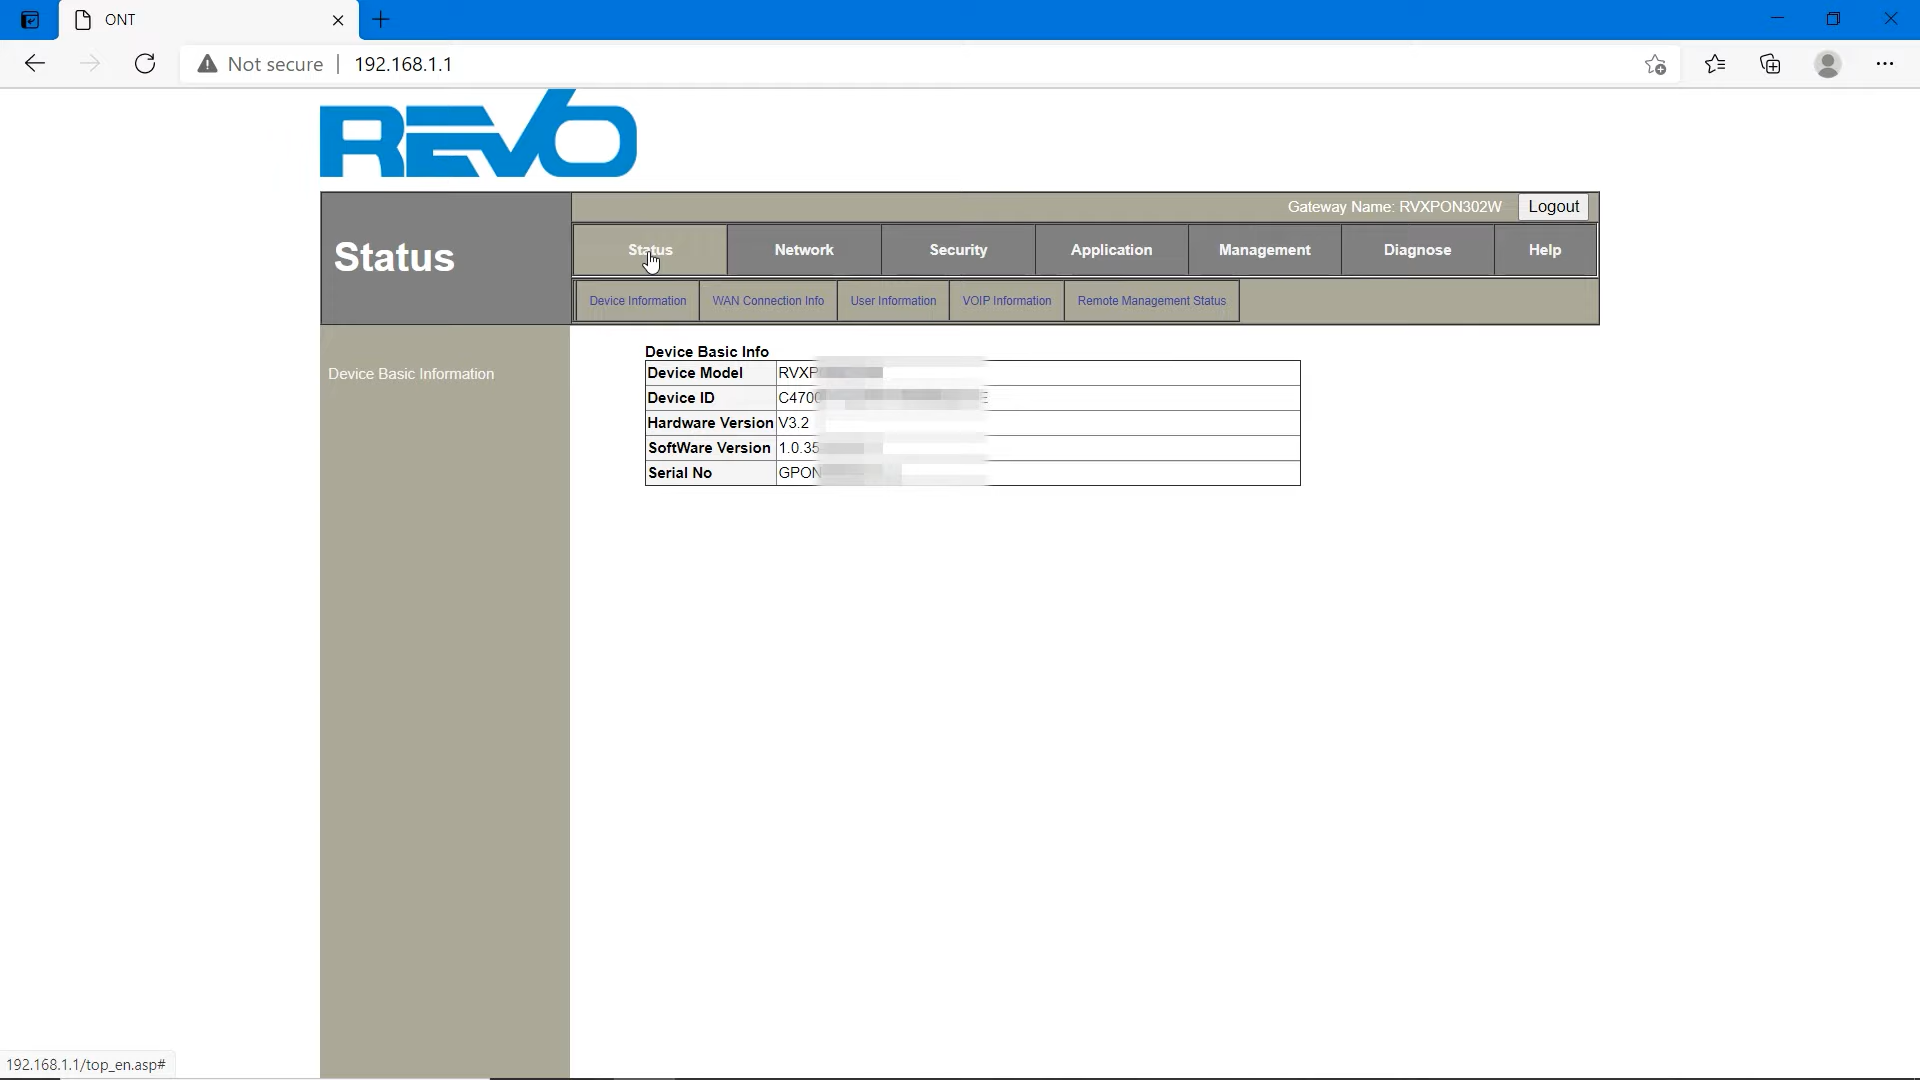 ONT
Not secure | 192.168.1.1
REVO
Gateway Name: RVXPON302W Logout
Status
Status Network Security Application Management Diagnose Help
Device Information WAN Connection Info User Information VOIP Information Remote Management Status
Device Basic Information
Device Basic Info
Device Model
Device ID
Hardware Version V3.2
SoftWare Version 1.0.35
Serial No GPON
192.168.1.1/top_en.asp#